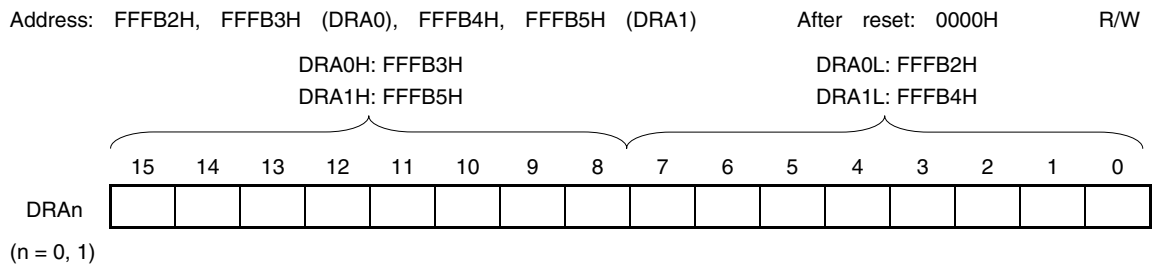 Address: FFFB2H, FFFB3H (DRA0), FFFB4H, FFFB5H (DRA1) After reset: 0000H R/W
DRA0H: FFFB3H DRA0L: FFFB2H
DRA1H: FFFB5H DRA1L: FFFB4H
15 14 13 12 11 10 9 8 7 6 5 4 3 2 1 0
DRAn
(n = 0, 1)